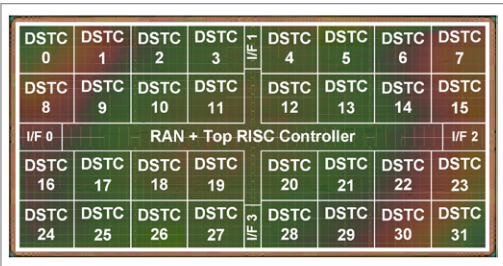 DSTC 0 DSTC 1 DSTC 2 DSTC 3 I/F 1 DSTC 4 DSTC 5 DSTC 6 DSTC 7
DSTC 8 DSTC 9 DSTC 10 DSTC 11 DSTC 12 DSTC 13 DSTC 14 DSTC 15
I/F 0 RAN + Top RISC Controller I/F 2
DSTC 16 DSTC 17 DSTC 18 DSTC 19 DSTC 20 DSTC 21 DSTC 22 DSTC 23
DSTC 24 DSTC 25 DSTC 26 DSTC 27 I/F 3 DSTC 28 DSTC 29 DSTC 30 DSTC 31